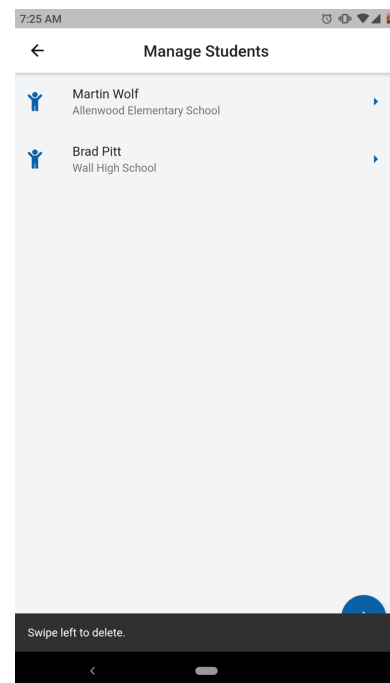 7:25 AM
Manage Students
Martin Wolf
Allenwood Elementary School
Brad Pitt
Wall High School
Swipe left to delete.